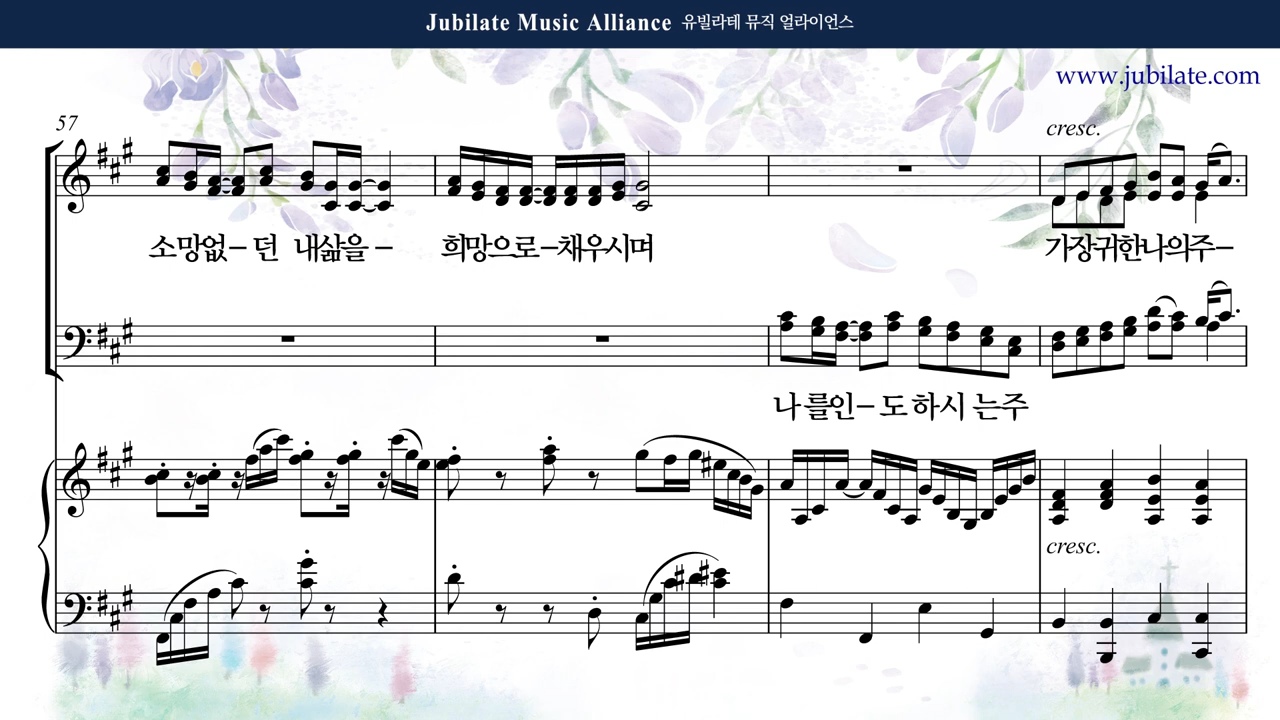 Jubilate Music Alliance 유빌라테 뮤직 얼라이언스
www.jubilate.com
57
cresc.
소망없– 던 내삶을– 희망으로–채우시며 가장귀한나의주–
나를인– 도하시 는주
cresc.